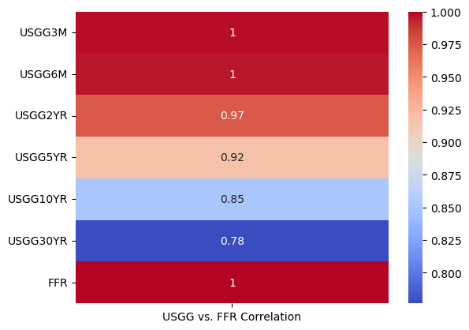 USGG3M 1
USGG6M 1
USGG2YR 0.97
USGG5YR 0.92
USGG10YR 0.85
USGG30YR 0.78
FFR 1
USGG vs. FFR Correlation
1.000
0.975
0.950
0.925
0.900
0.875
0.850
0.825
0.800